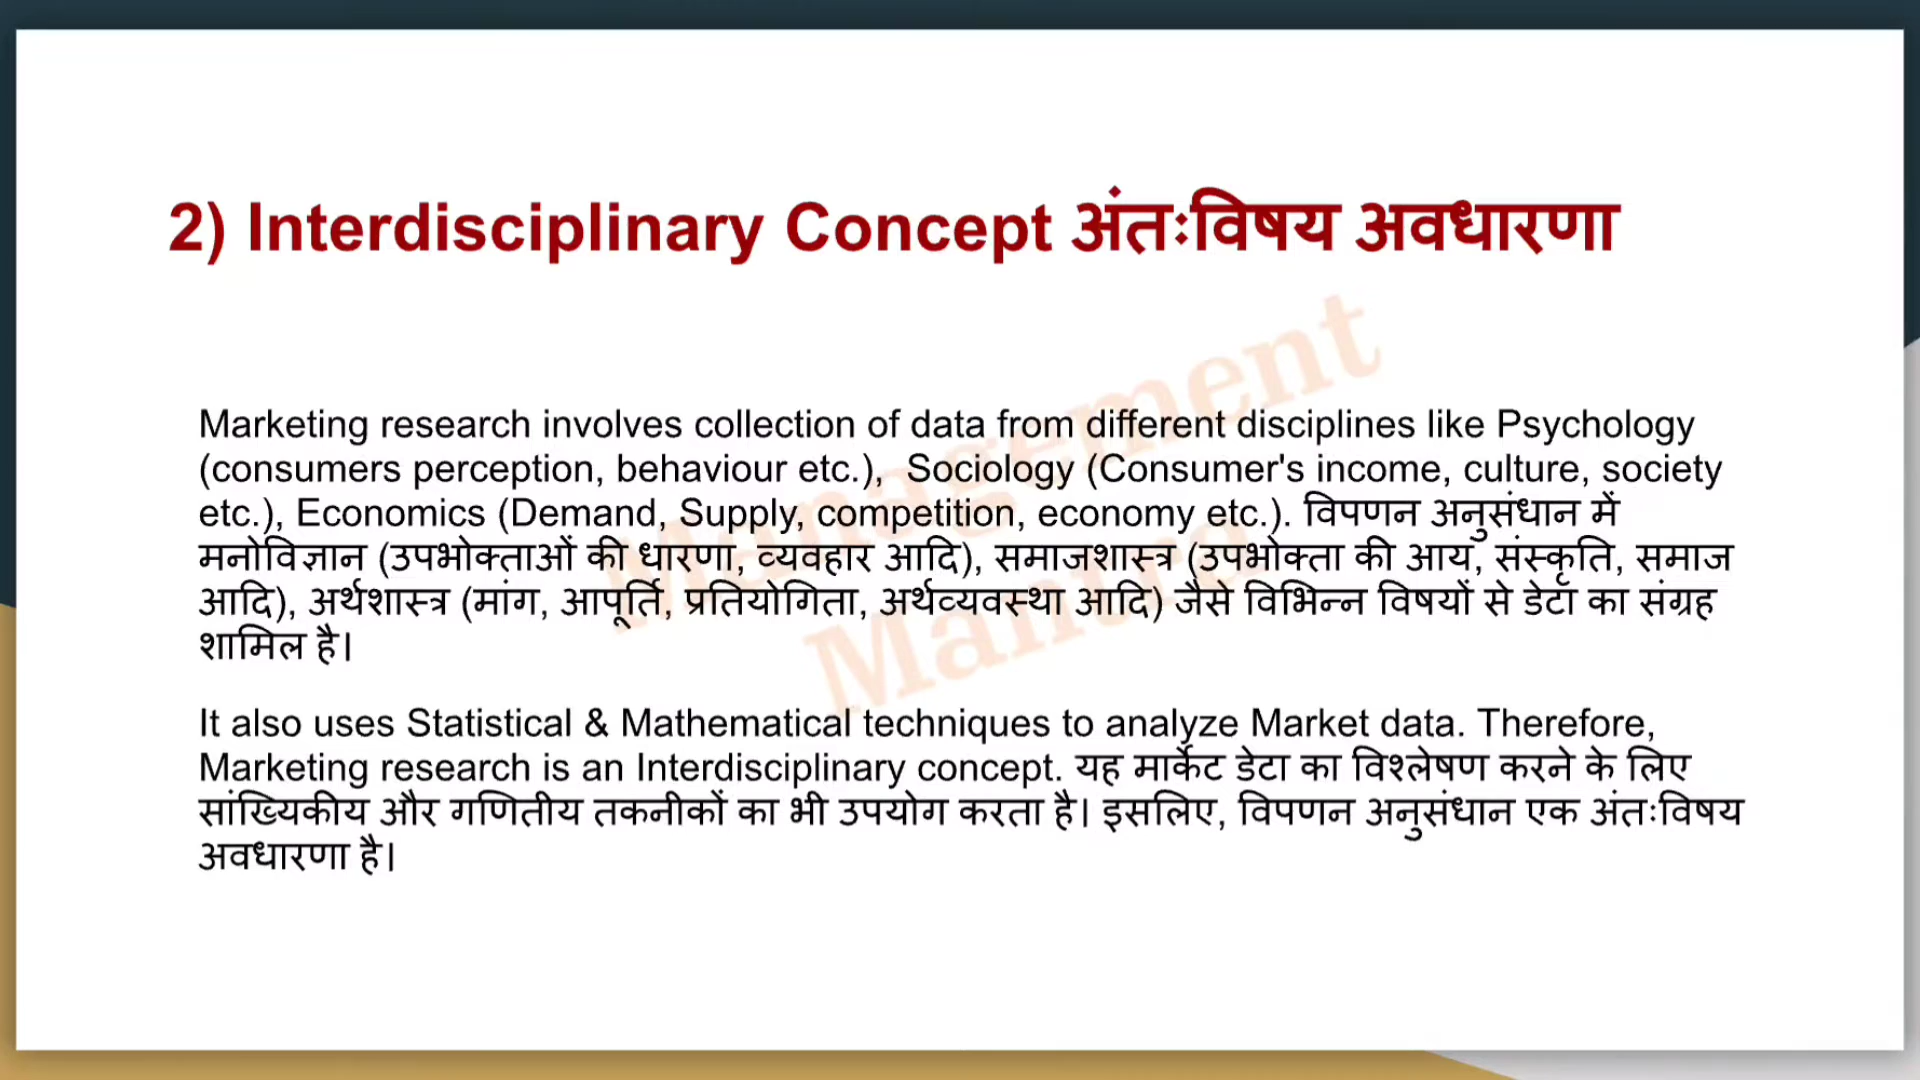 2) Interdisciplinary Concept अंतःविषय अवधारणा
Marketing research involves collection of data from different disciplines like Psychology
(consumers perception, behaviour etc.), Sociology (Consumer's income, culture, society
etc.), Economics (Demand, Supply, competition, economy etc.). विपणन अनुसंधान में
मनोविज्ञान (उपभोक्ताओं की धारणा, व्यवहार आदि), समाजशास्त्र (उपभोक्ता की आय, संस्कृति, समाज
आदि), अर्थशास्त्र (मांग, आपूर्ति, प्रतियोगिता, अर्थव्यवस्था आदि) जैसे विभिन्न विषयों से डेटा का संग्रह
शामिल है।
It also uses Statistical & Mathematical techniques to analyze Market data. Therefore,
Marketing research is an Interdisciplinary concept. यह मार्केट डेटा का विश्लेषण करने के लिए
सांख्यिकीय और गणितीय तकनीकों का भी उपयोग करता है। इसलिए, विपणन अनुसंधान एक अंतःविषय
अवधारणा है।
Management
Mantra